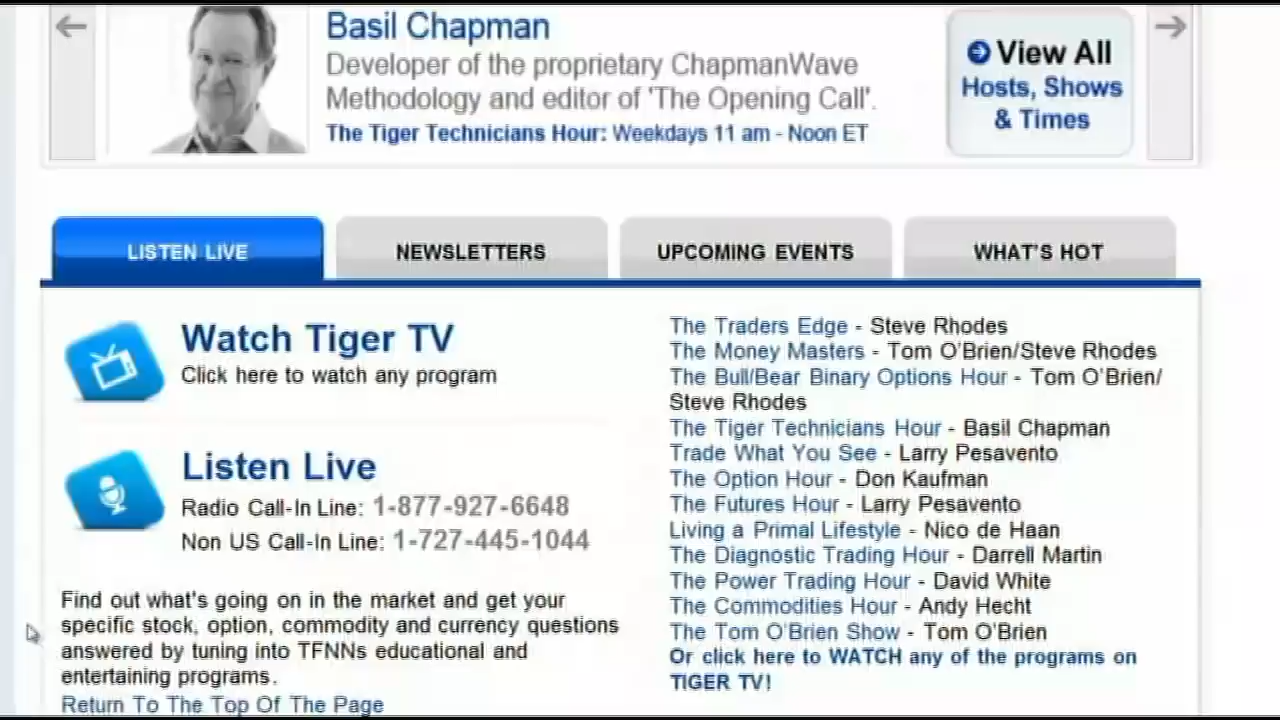 Basil Chapman
Developer of the proprietary ChapmanWave
Methodology and editor of 'The Opening Call'.
The Tiger Technicians Hour: Weekdays 11 am - Noon ET
View All
Hosts, Shows
& Times
LISTEN LIVE
NEWSLETTERS
UPCOMING EVENTS
WHAT'S HOT
Watch Tiger TV
Click here to watch any program
Listen Live
Radio Call-In Line: 1-877-927-6648
Non US Call-In Line: 1-727-445-1044
Find out what's going on in the market and get your
specific stock, option, commodity and currency questions
answered by tuning into TFNNs educational and
entertaining programs.
Return To The Top Of The Page
The Traders Edge - Steve Rhodes
The Money Masters - Tom O'Brien/Steve Rhodes
The Bull/Bear Binary Options Hour - Tom O'Brien/
Steve Rhodes
The Tiger Technicians Hour - Basil Chapman
Trade What You See - Larry Pesavento
The Option Hour - Don Kaufman
The Futures Hour - Larry Pesavento
Living a Primal Lifestyle - Nico de Haan
The Diagnostic Trading Hour - Darrell Martin
The Power Trading Hour - David White
The Commodities Hour - Andy Hecht
The Tom O'Brien Show - Tom O'Brien
Or click here to WATCH any of the programs on
TIGER TV!